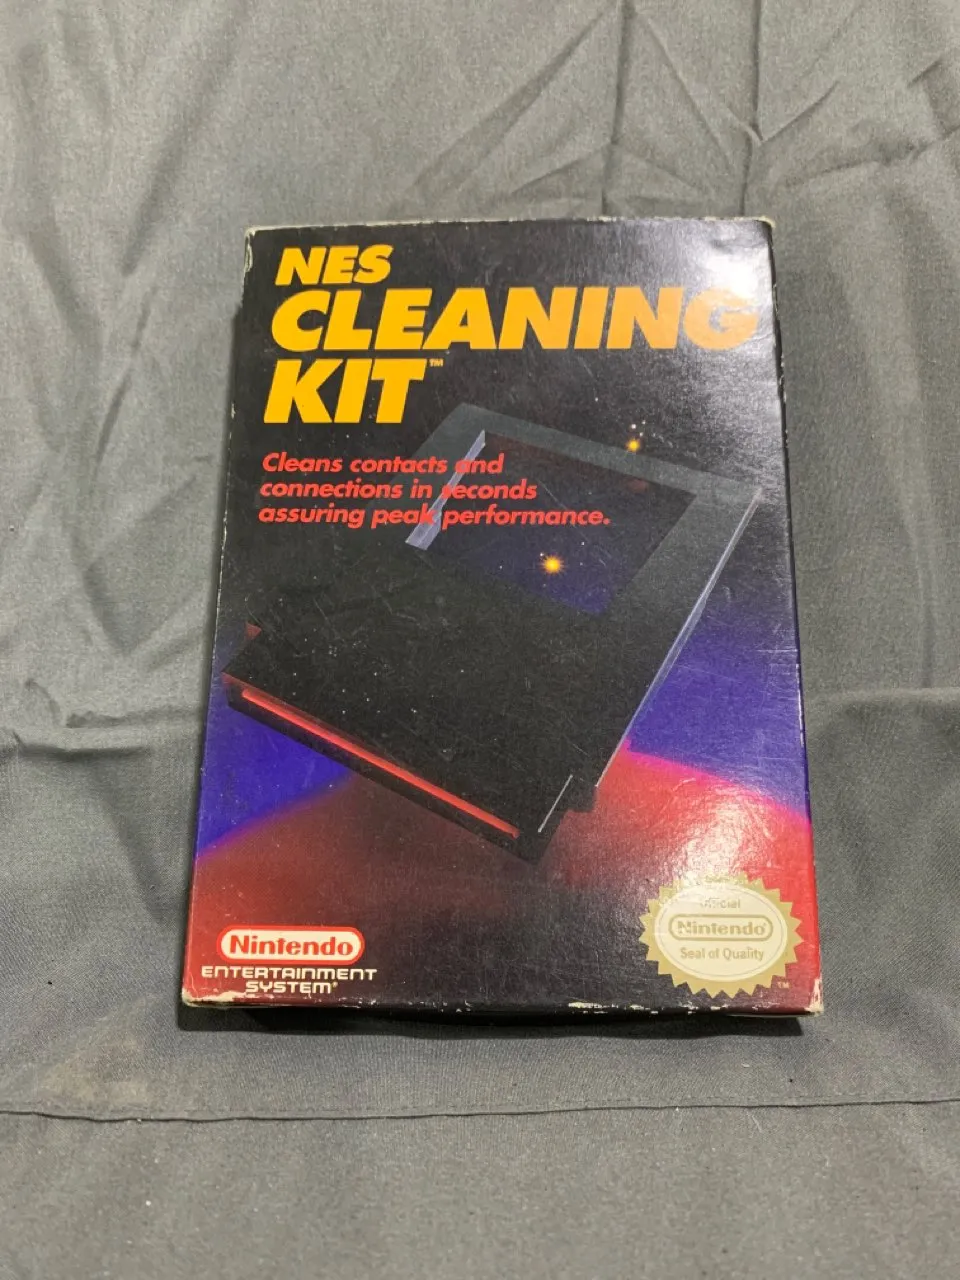 NES
CLEANING
KIT™
Cleans contacts and
connections in seconds
assuring peak performance.
Nintendo
ENTERTAINMENT
SYSTEM®
Official
Nintendo®
Seal of Quality
TM